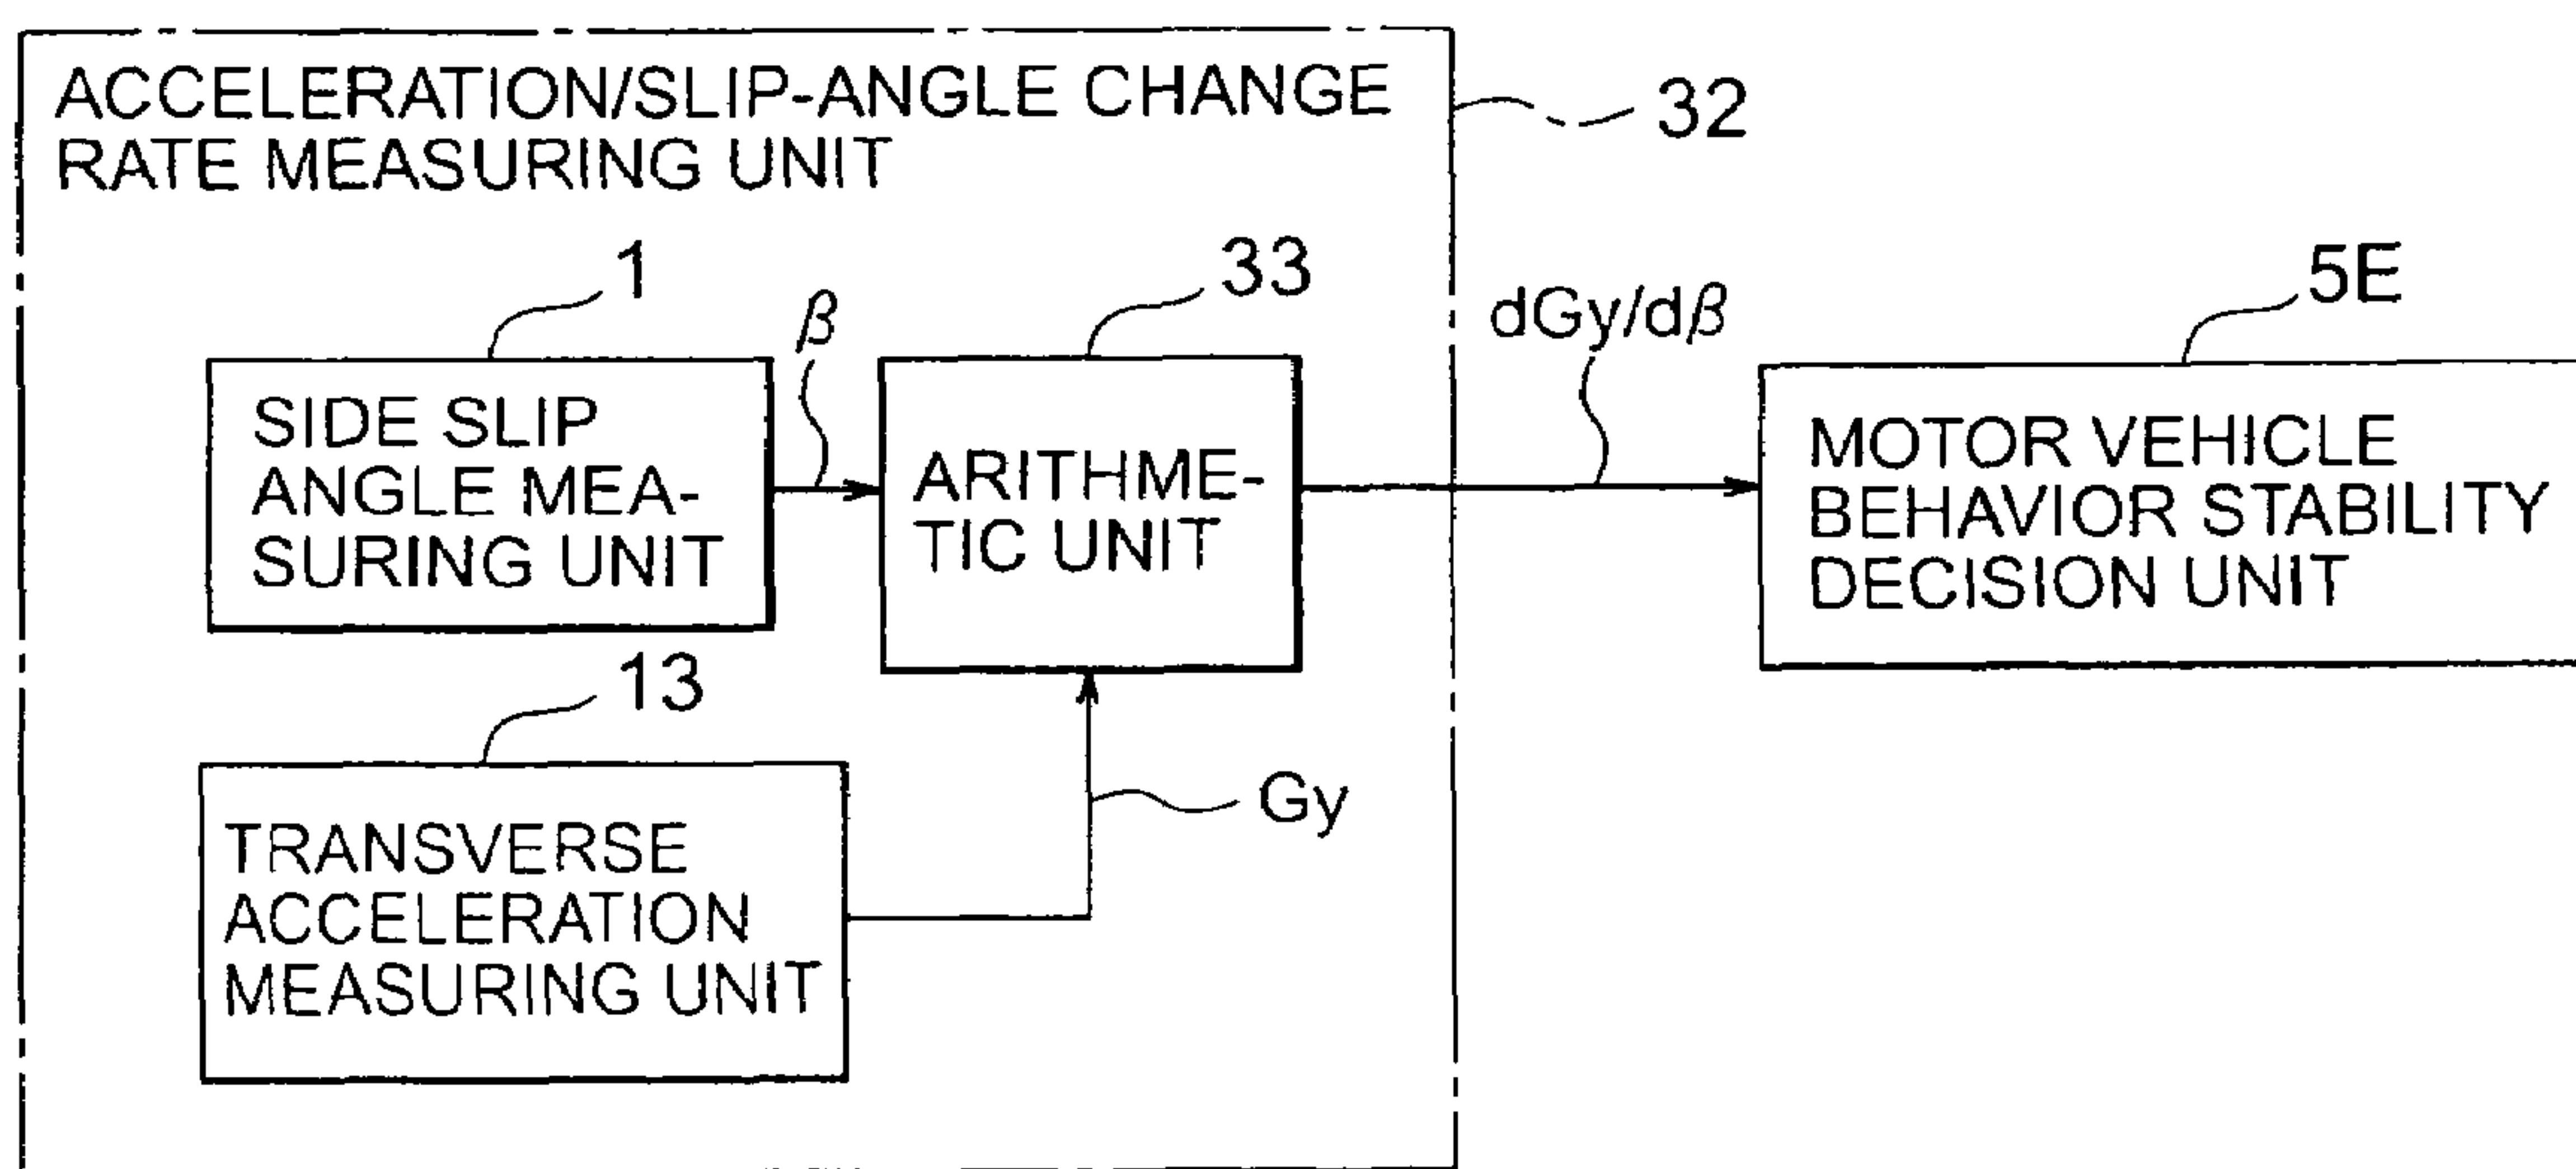 ACCELERATION/SLIP-ANGLE CHANGE
RATE MEASURING UNIT
32
1
β
33
dGy/dβ
5E
SIDE SLIP
ANGLE MEA-
SURING UNIT
ARITHME-
TIC UNIT
MOTOR VEHICLE
BEHAVIOR STABILITY
DECISION UNIT
13
Gy
TRANSVERSE
ACCELERATION
MEASURING UNIT